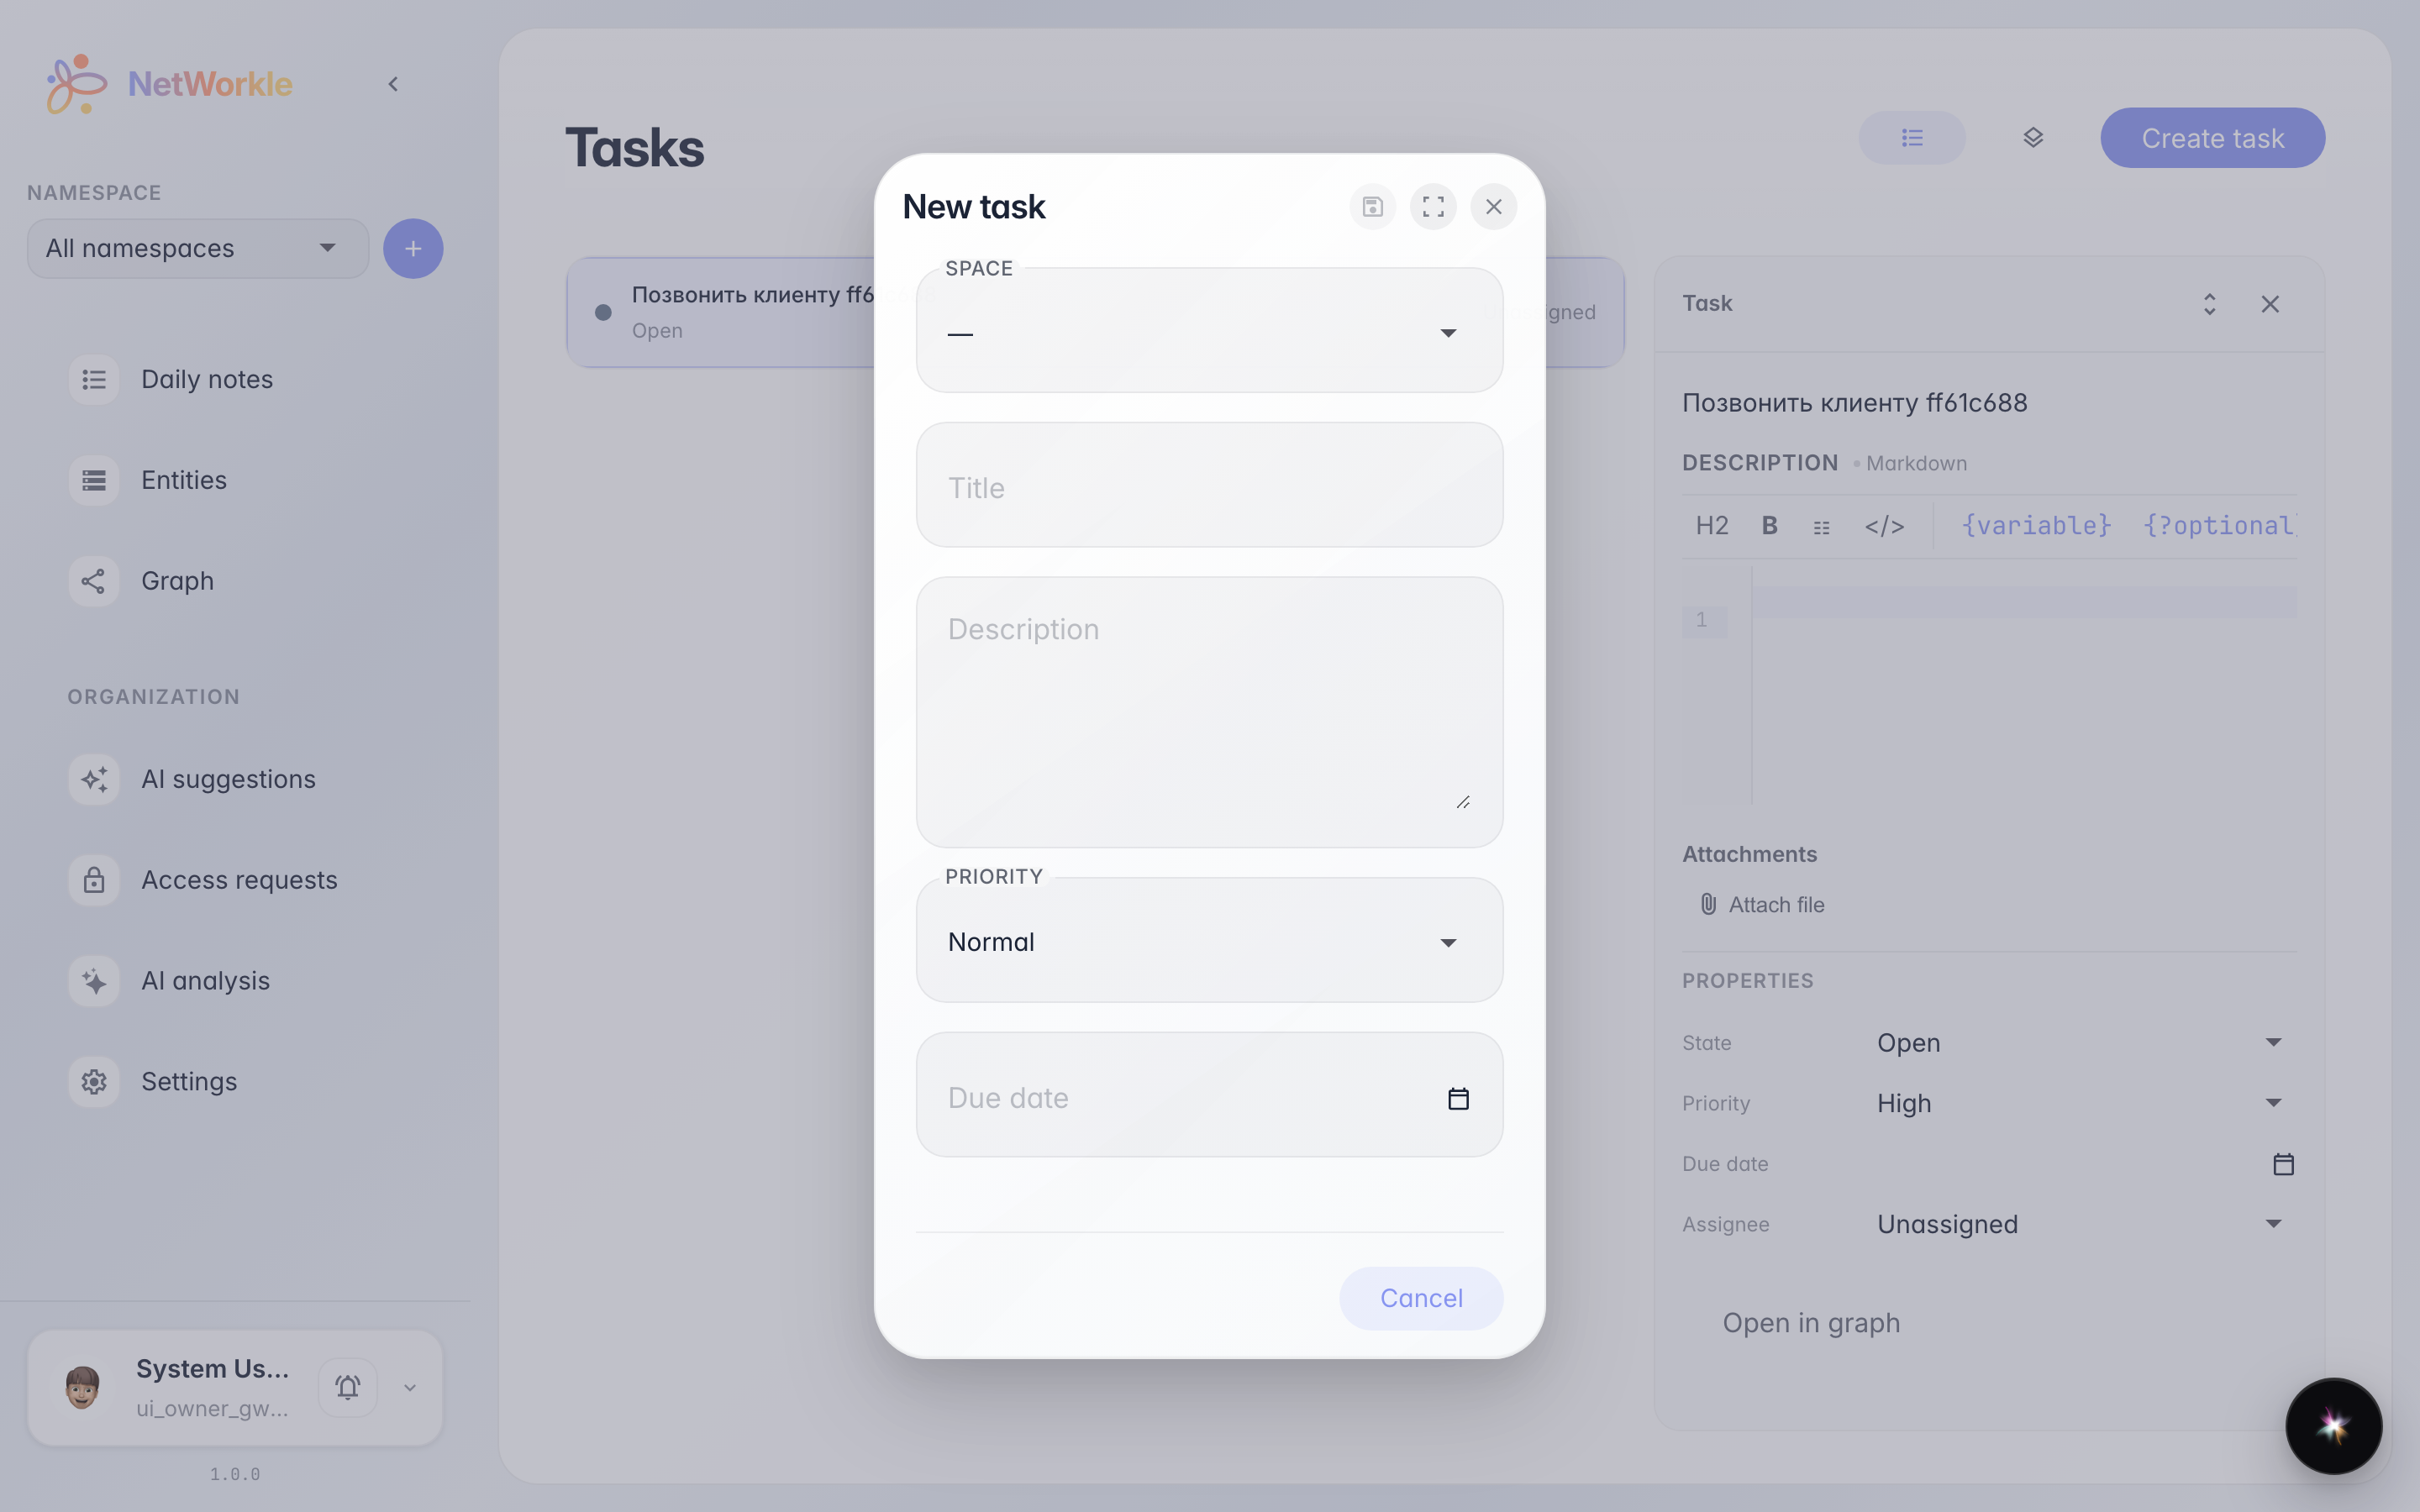 NetWorkle
NAMESPACE
All namespaces
Daily notes
Entities
Graph
ORGANIZATION
AI suggestions
Access requests
AI analysis
Settings
System Us...
ui_owner_gw...
1.0.0
Tasks
Create task
Позвонить клиенту ff6
Open
gned
New task
SPACE
—
Title
Description
PRIORITY
Normal
Due date
Cancel
Task
Позвонить клиенту ff61c688
DESCRIPTION • Markdown
H2 B </> {variable} {?optional}
1
Attachments
Attach file
PROPERTIES
State Open
Priority High
Due date
Assignee Unassigned
Open in graph